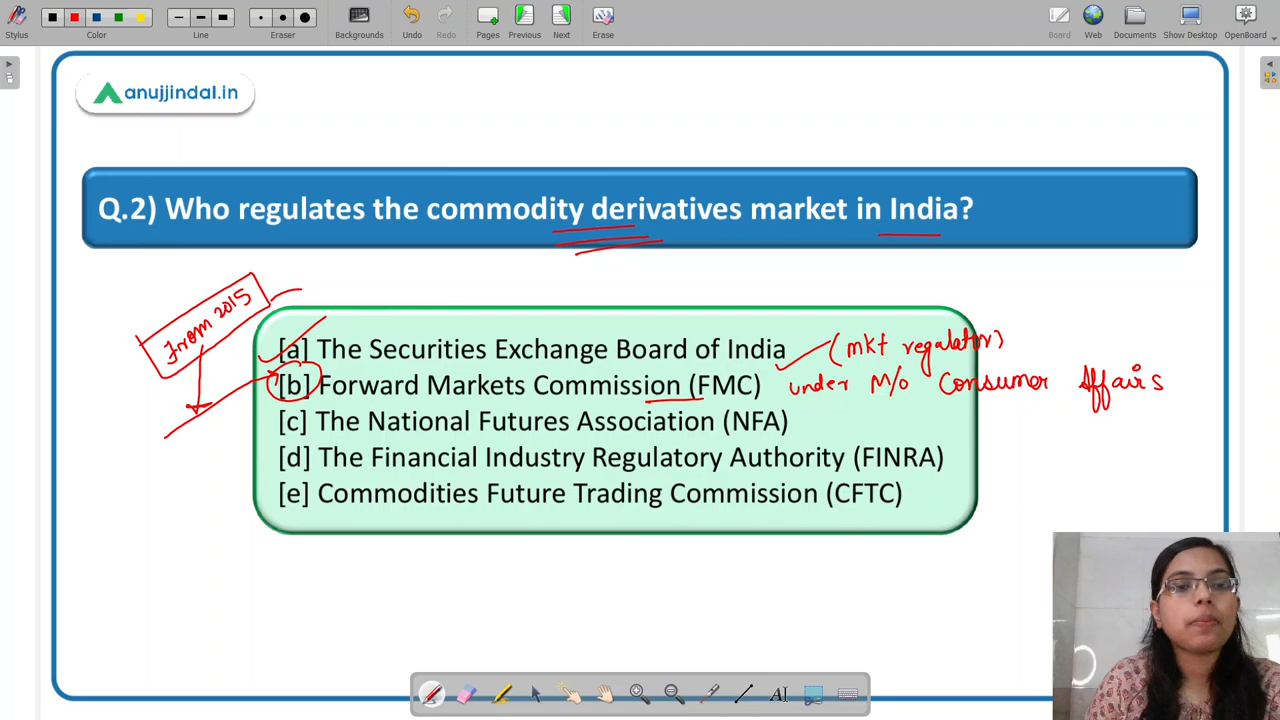 Stylus
Color
Line
Eraser
Backgrounds
Undo
Redo
Pages
Previous
Next
Erase
Board
Web
Documents
Show Desktop
OpenBoard
anujjindal.in
Q.2) Who regulates the commodity derivatives market in India?
From 2015
[a] The Securities Exchange Board of India (mkt regulator)
[b] Forward Markets Commission (FMC) under M/o Consumer Affairs
[c] The National Futures Association (NFA)
[d] The Financial Industry Regulatory Authority (FINRA)
[e] Commodities Future Trading Commission (CFTC)